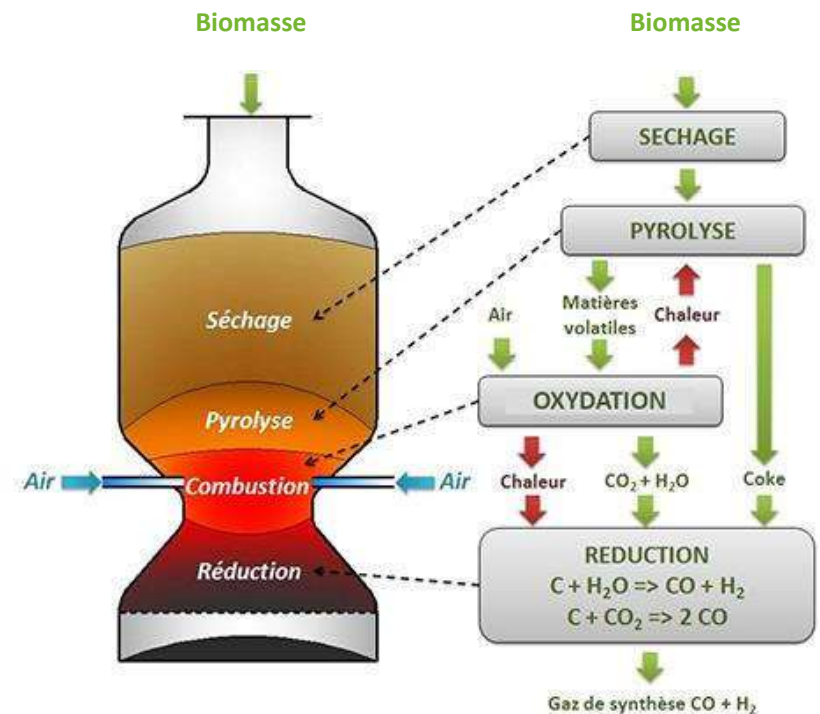 Biomasse
Séchage
Pyrolyse
Air
Combustion
Air
Réduction
Biomasse
SECHAGE
PYROLYSE
Air
Matières
volatiles
Chaleur
OXYDATION
Chaleur
CO₂ + H₂O
Coke
REDUCTION
C + H₂O => CO + H₂
C + CO₂ => 2 CO
Gaz de synthèse CO + H₂